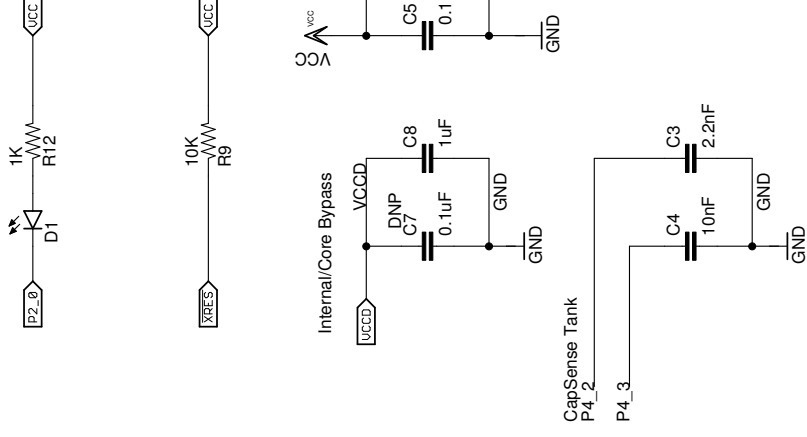 VCC
1K
R12
D1
P2_0
VCC
10K
R9
XRES
VCC
VCC
C5
0.1
GND
Internal/Core Bypass
VCCD
VCCD
DNP
C7
0.1uF
C8
1uF
GND
GND
CapSense Tank
P4_2
P4_3
C3
2.2nF
C4
10nF
GND
GND